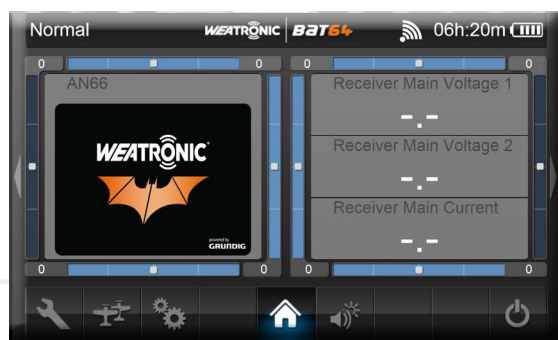 Normal
WEATRONIC BAT64
06h:20m
0 0 0 0
AN66
WEATRONIC
powered by
GRUNDIG
Receiver Main Voltage 1
-.-
Receiver Main Voltage 2
-.-
Receiver Main Current
-.-
0 0 0 0